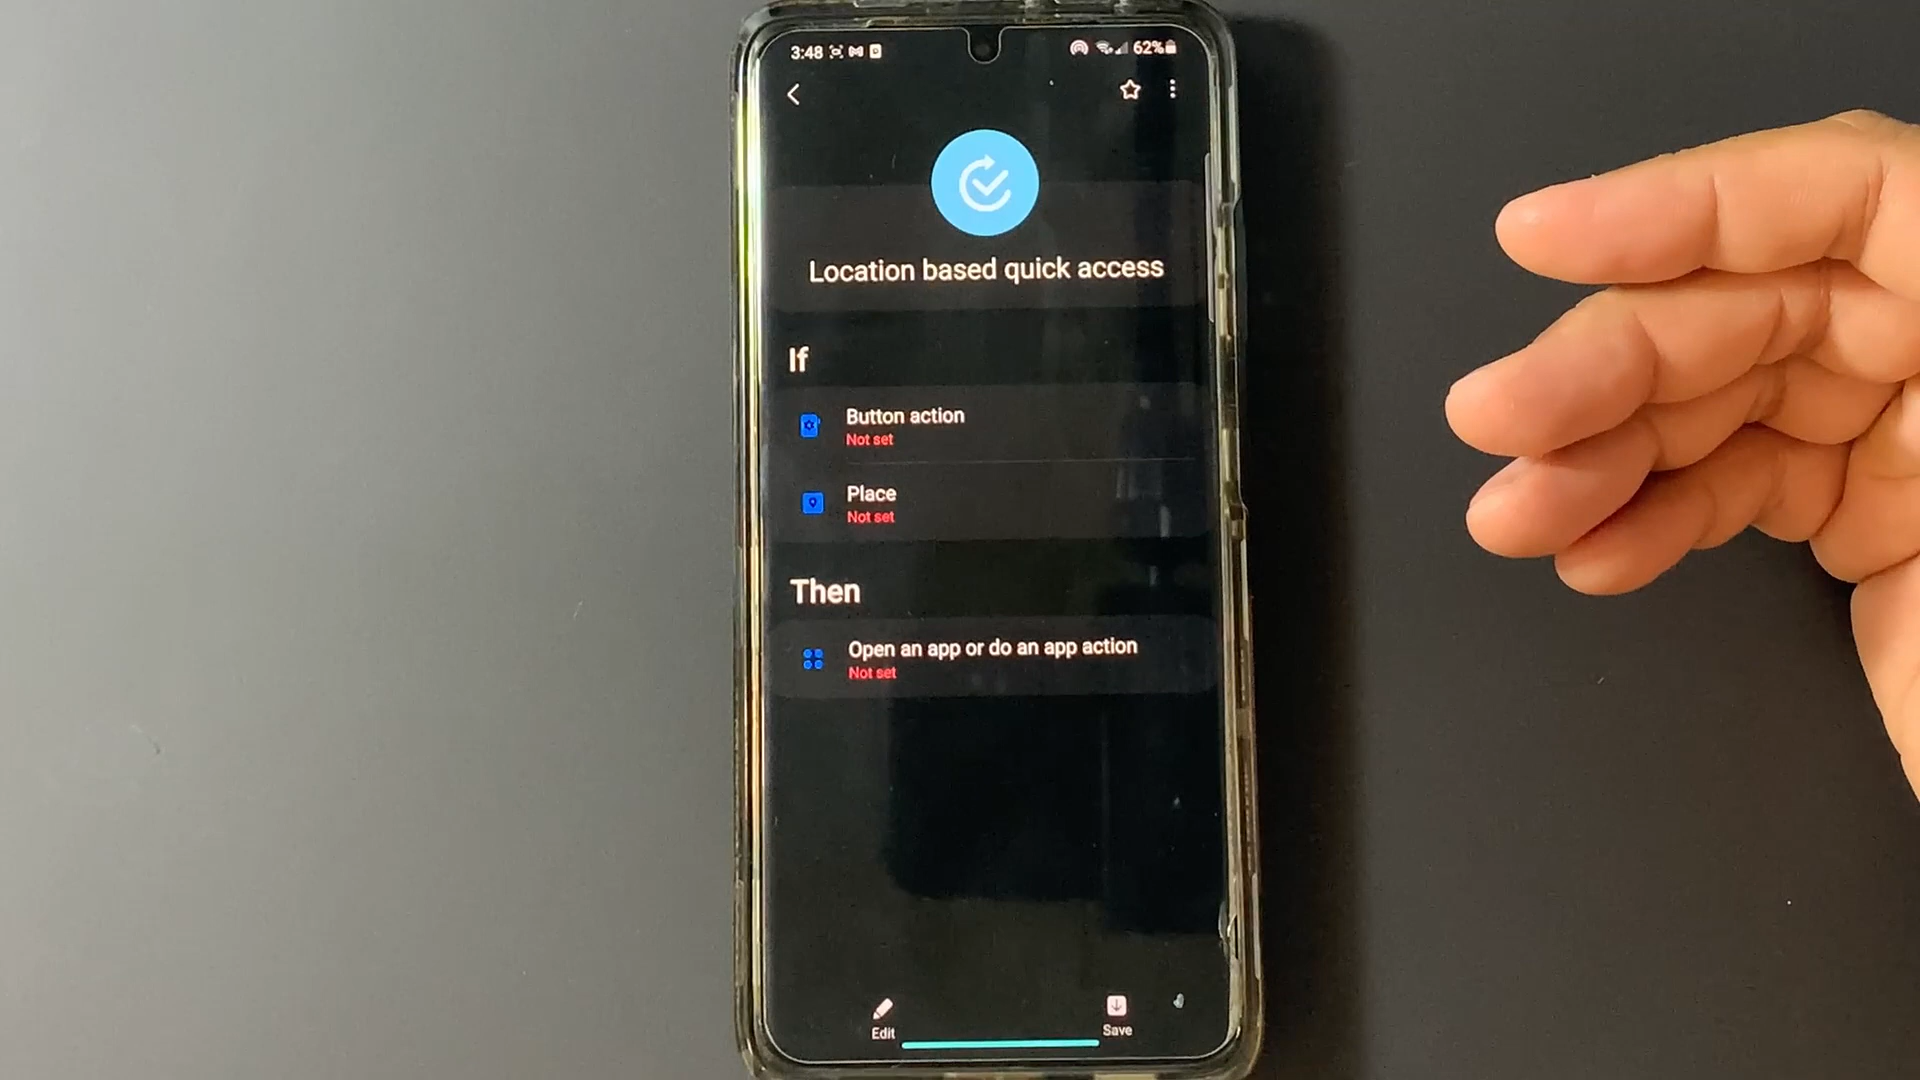 3:48
62%
Location based quick access
If
Button action
Not set
Place
Not set
Then
Open an app or do an app action
Not set
Edit
Save